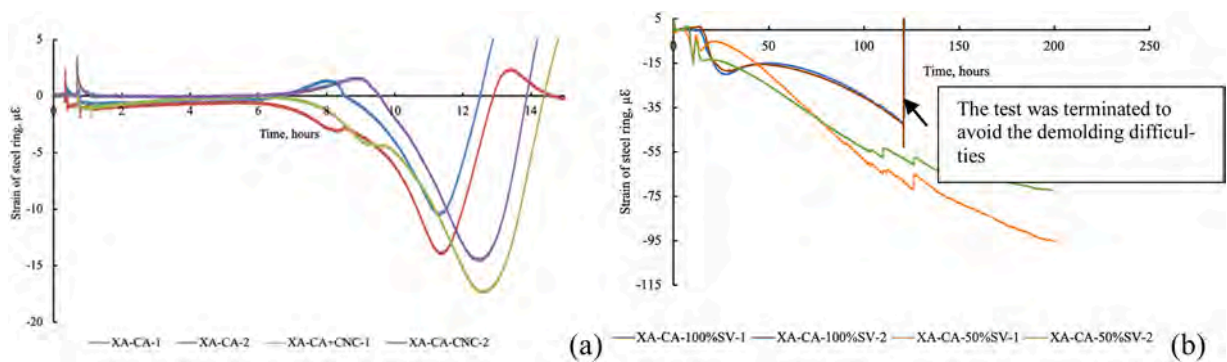 5
0
-5
-10
-15
-20
0 2 4 6 8 10 12 14
Time, hours
Strain of steel ring, µƐ
XA-CA-1 XA-CA-2 XA-CA+CNC-1 XA-CA-CNC-2
(a)
5
-15
-35
-55
-75
-95
-115
0 50 100 150 200 250
Time, hours
Strain of steel ring, µƐ
The test was terminated to
avoid the demolding difficul-
ties
XA-CA-100%SV-1 XA-CA-100%SV-2 XA-CA-50%SV-1 XA-CA-50%SV-2
(b)